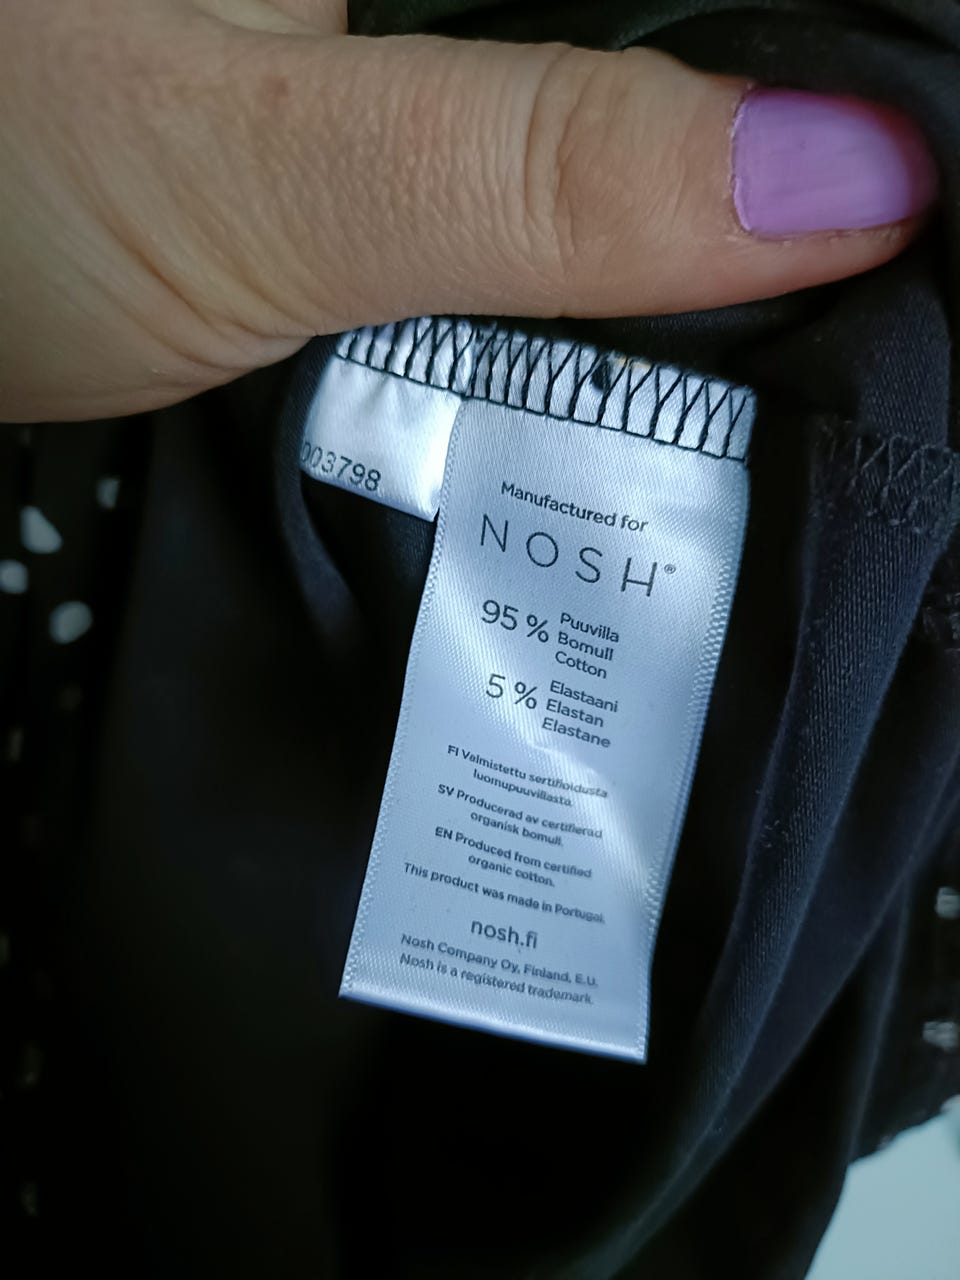 003798
Manufactured for
NOSH®
95 % Puuvilla
Bomull
Cotton
5 % Elastaani
Elastan
Elastane
FI Valmistettu sertifioidusta
luomupuuvillasta.
SV Producerad av certifierad
organisk bomull.
EN Produced from certified
organic cotton.
This product was made in Portugal.
nosh.fi
Nosh Company Oy, Finland, E.U.
Nosh is a registered trademark.